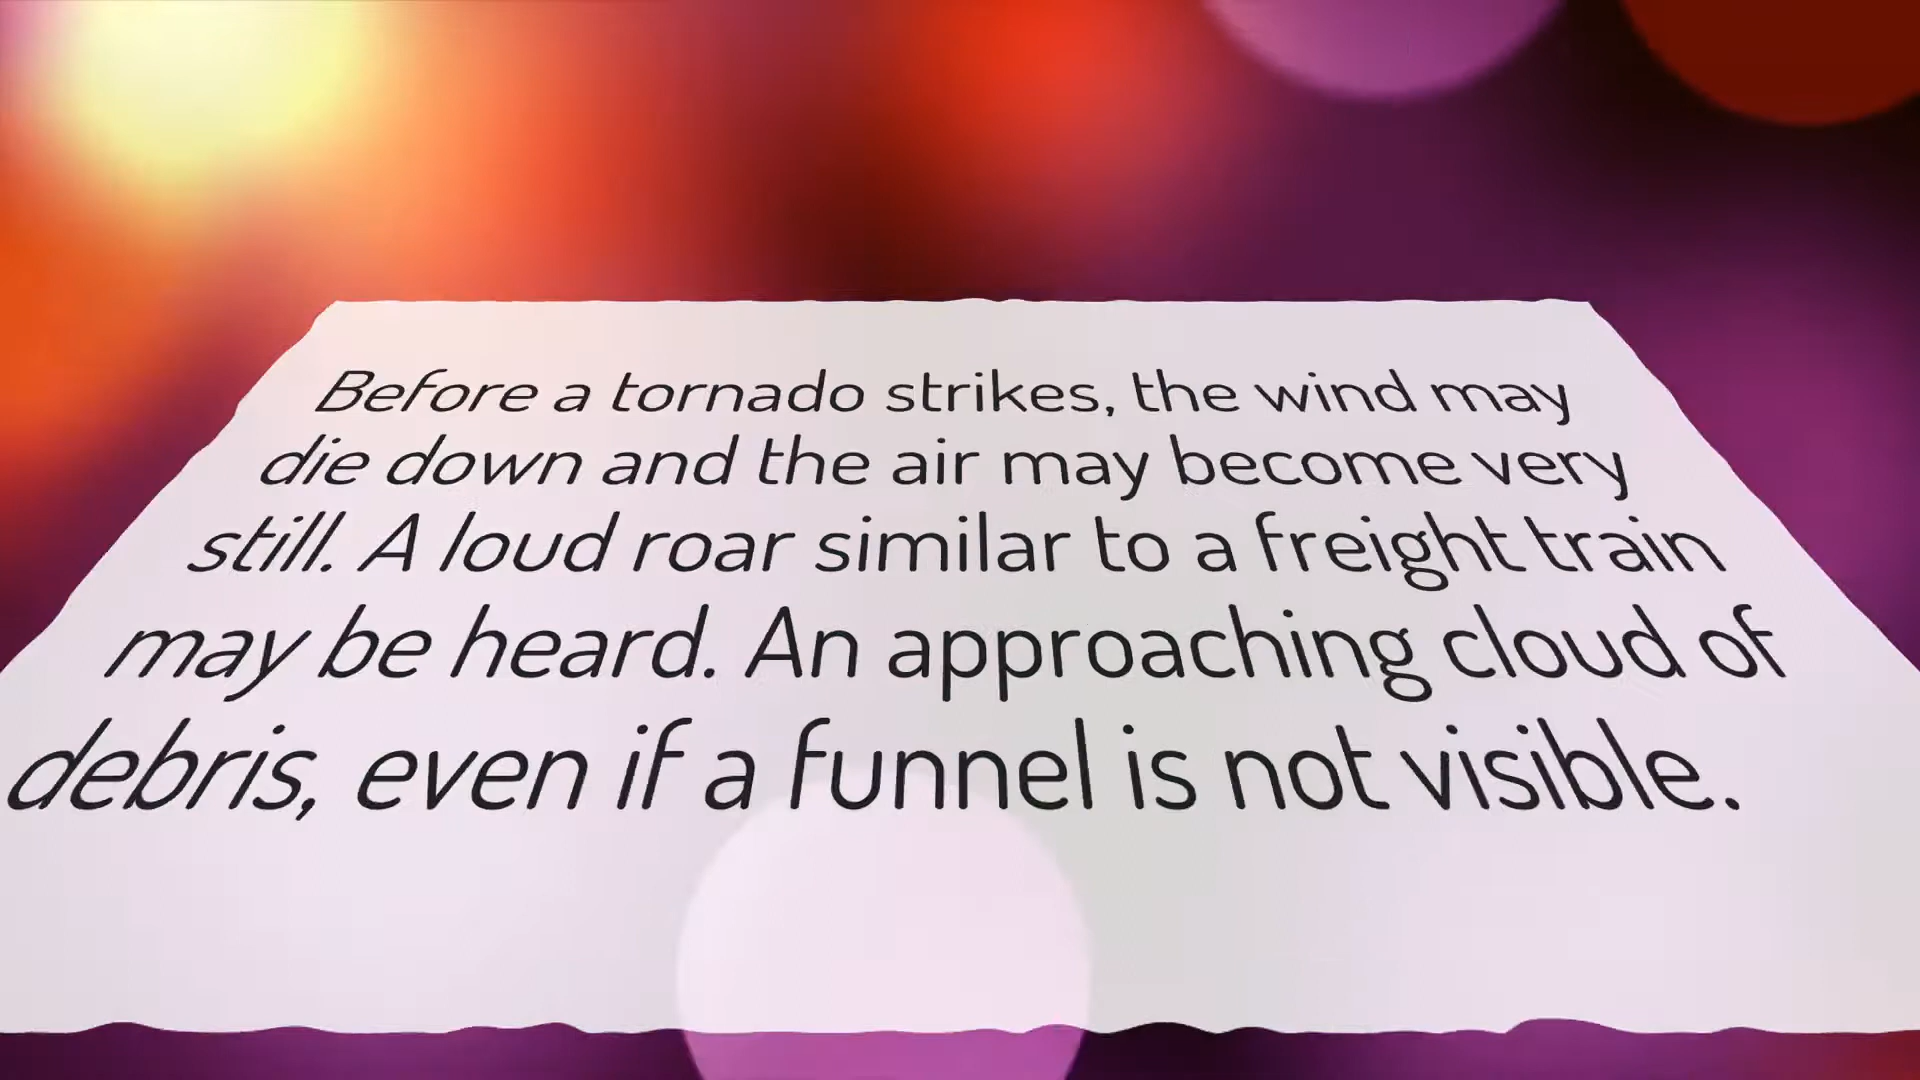 Before a tornado strikes, the wind may
die down and the air may become very
still. A loud roar similar to a freight train
may be heard. An approaching cloud of
debris, even if a funnel is not visible.